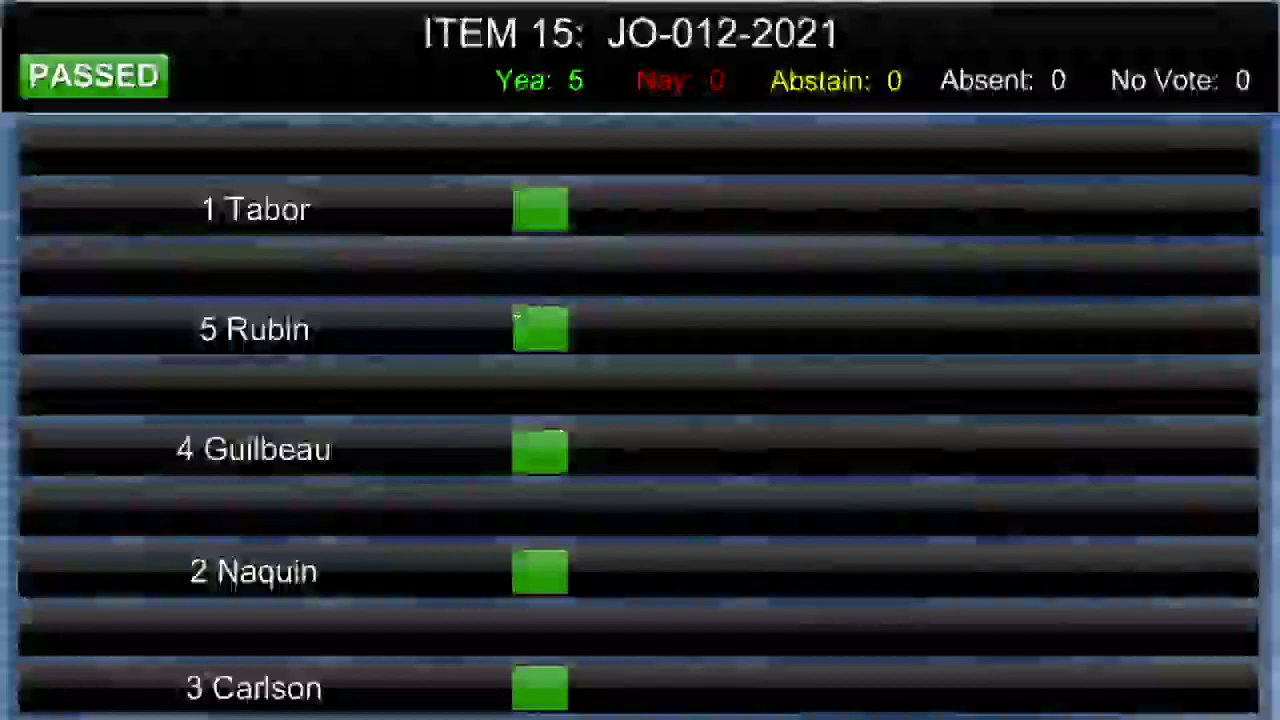 ITEM 15: JO-012-2021
PASSED
Yea: 5 Nay: 0 Abstain: 0 Absent: 0 No Vote: 0
1 Tabor
5 Rubin
4 Guilbeau
2 Naquin
3 Carlson